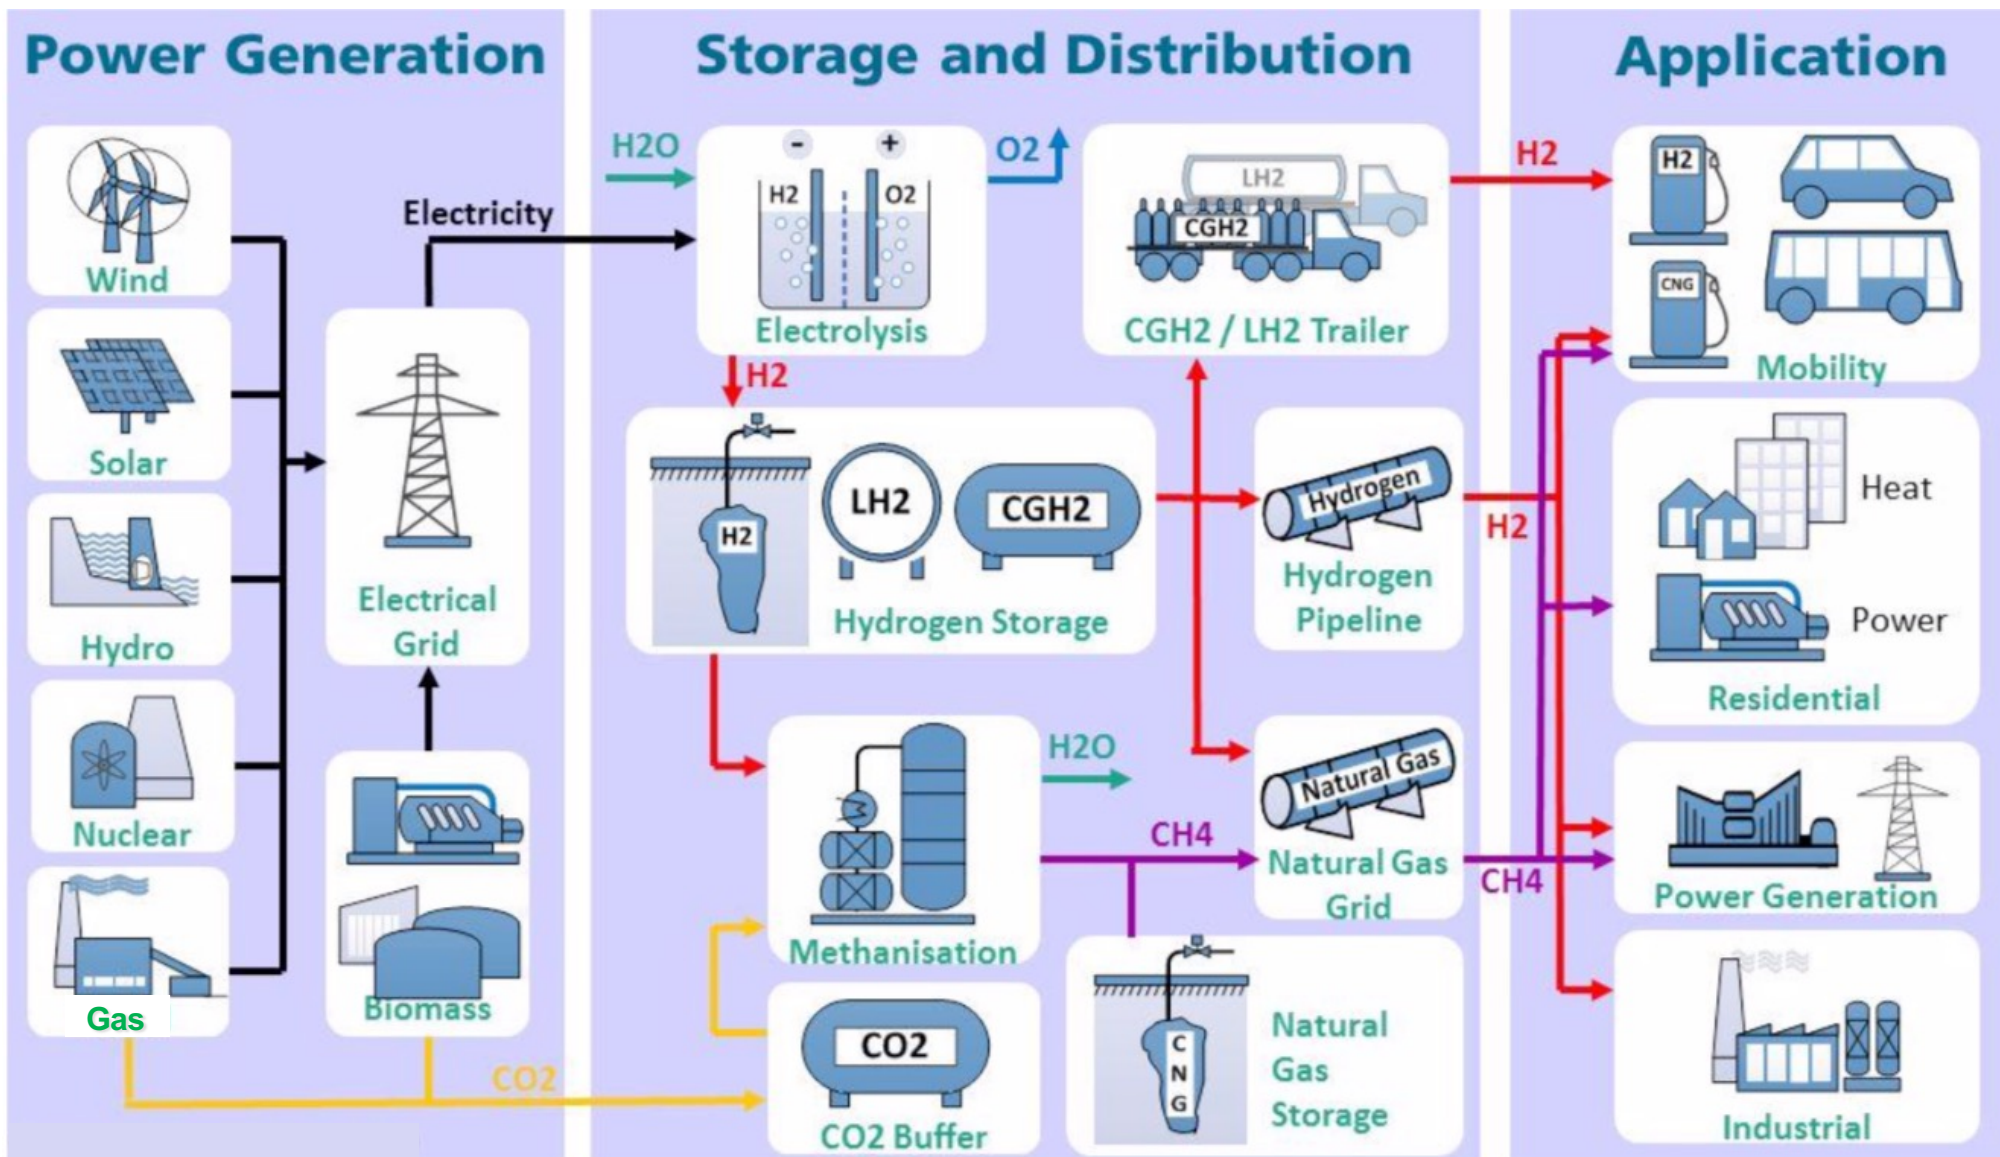 Power Generation
Storage and Distribution
Application
Wind
Solar
Hydro
Nuclear
Gas
Electricity
Electrical
Grid
Biomass
CO2
H2O
-
+
H2
O2
Electrolysis
O2
LH2
CGH2
CGH2 / LH2 Trailer
H2
H2
H2
LH2
CGH2
Hydrogen Storage
Hydrogen
Hydrogen
Pipeline
H2
H2O
Methanisation
CH4
Natural Gas
Natural Gas
Grid
CH4
CO2
CO2 Buffer
C
N
G
Natural
Gas
Storage
H2
CNG
Mobility
Heat
Power
Residential
Power Generation
Industrial